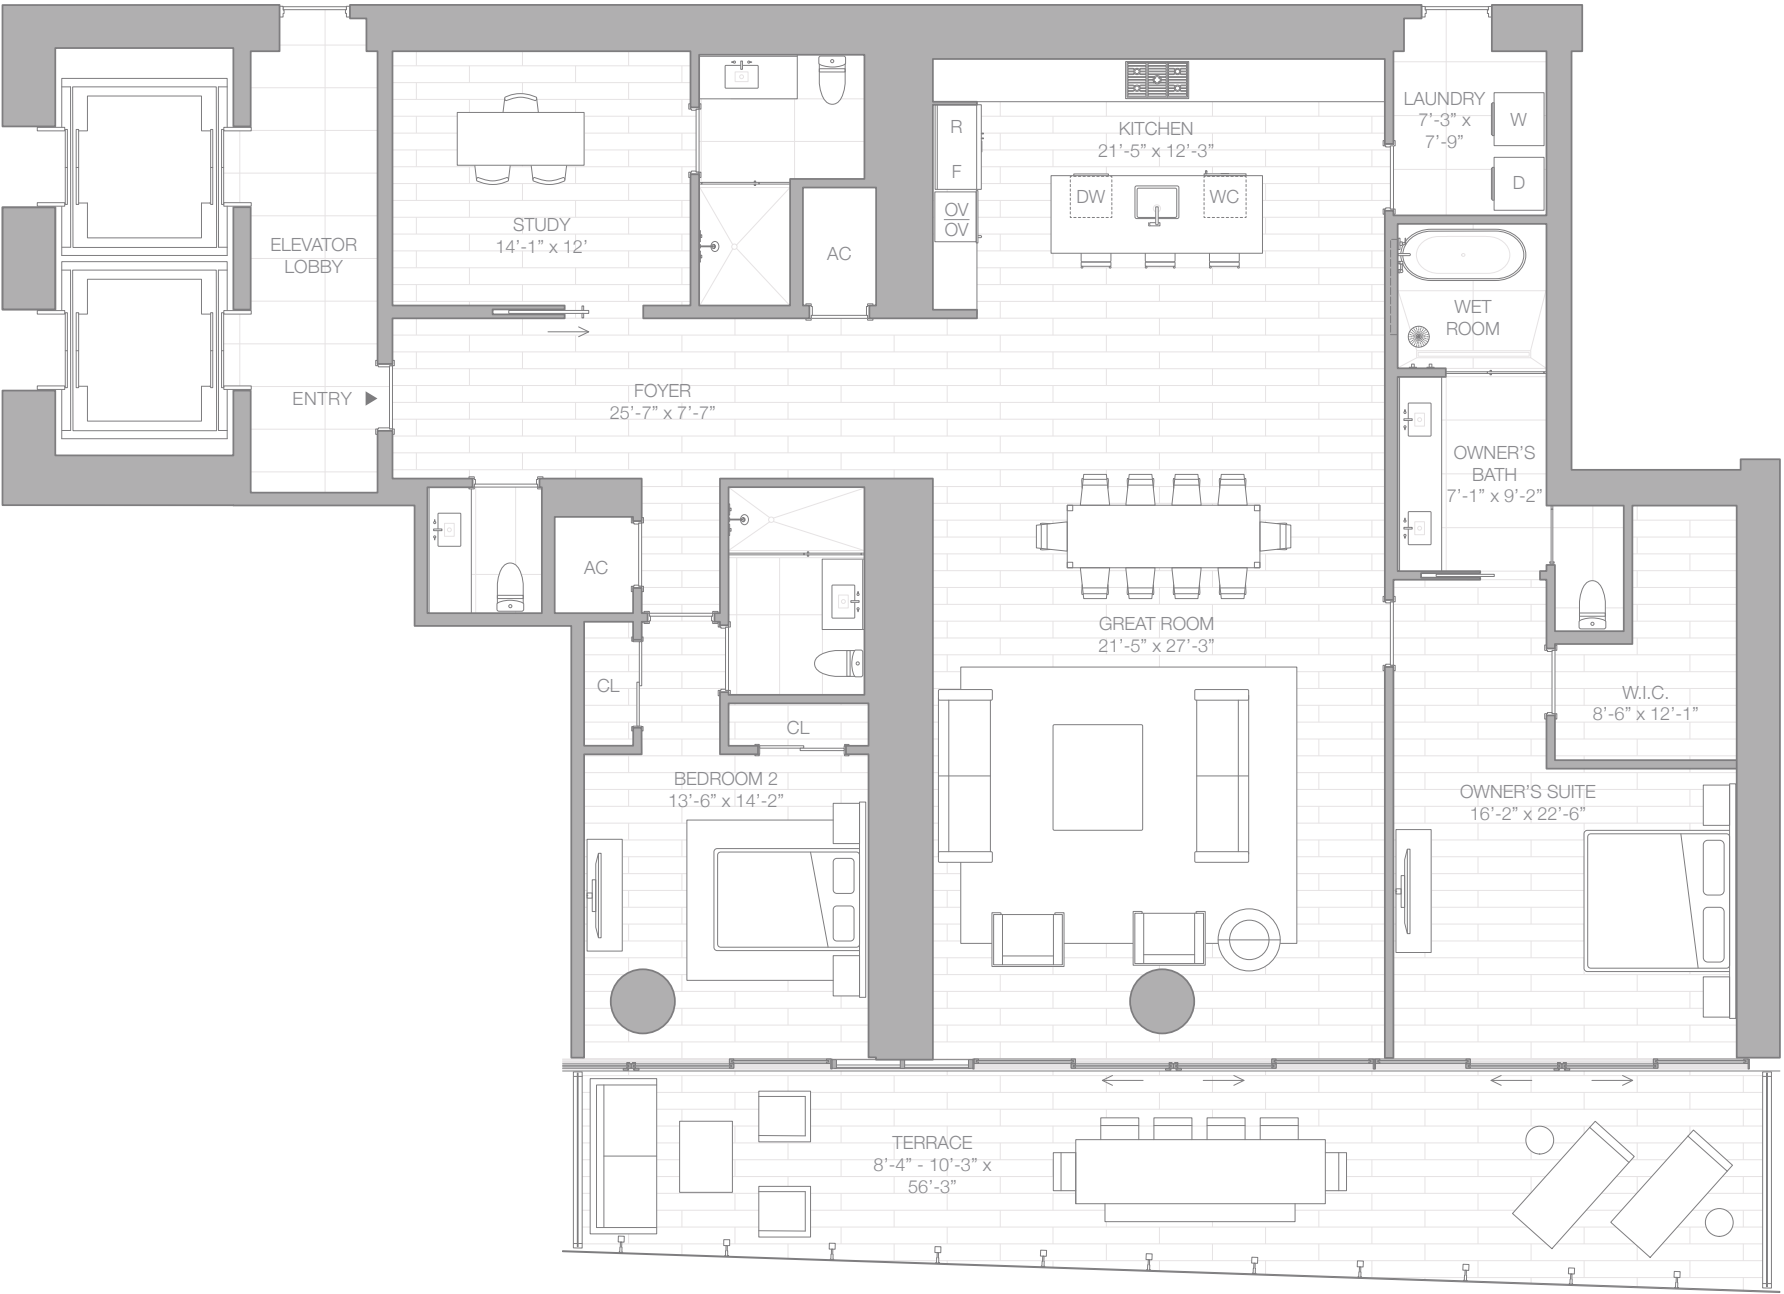 LAUNDRY
7'-3" x
7'-9"
W
D
R
F
OV
OV
KITCHEN
21'-5" x 12'-3"
DW
WC
STUDY
14'-1" x 12'
AC
ELEVATOR
LOBBY
WET
ROOM
ENTRY
FOYER
25'-7" x 7'-7"
OWNER'S
BATH
7'-1" x 9'-2"
AC
GREAT ROOM
21'-5" x 27'-3"
CL
CL
W.I.C.
8'-6" x 12'-1"
BEDROOM 2
13'-6" x 14'-2"
OWNER'S SUITE
16'-2" x 22'-6"
TERRACE
8'-4" - 10'-3" x
56'-3"